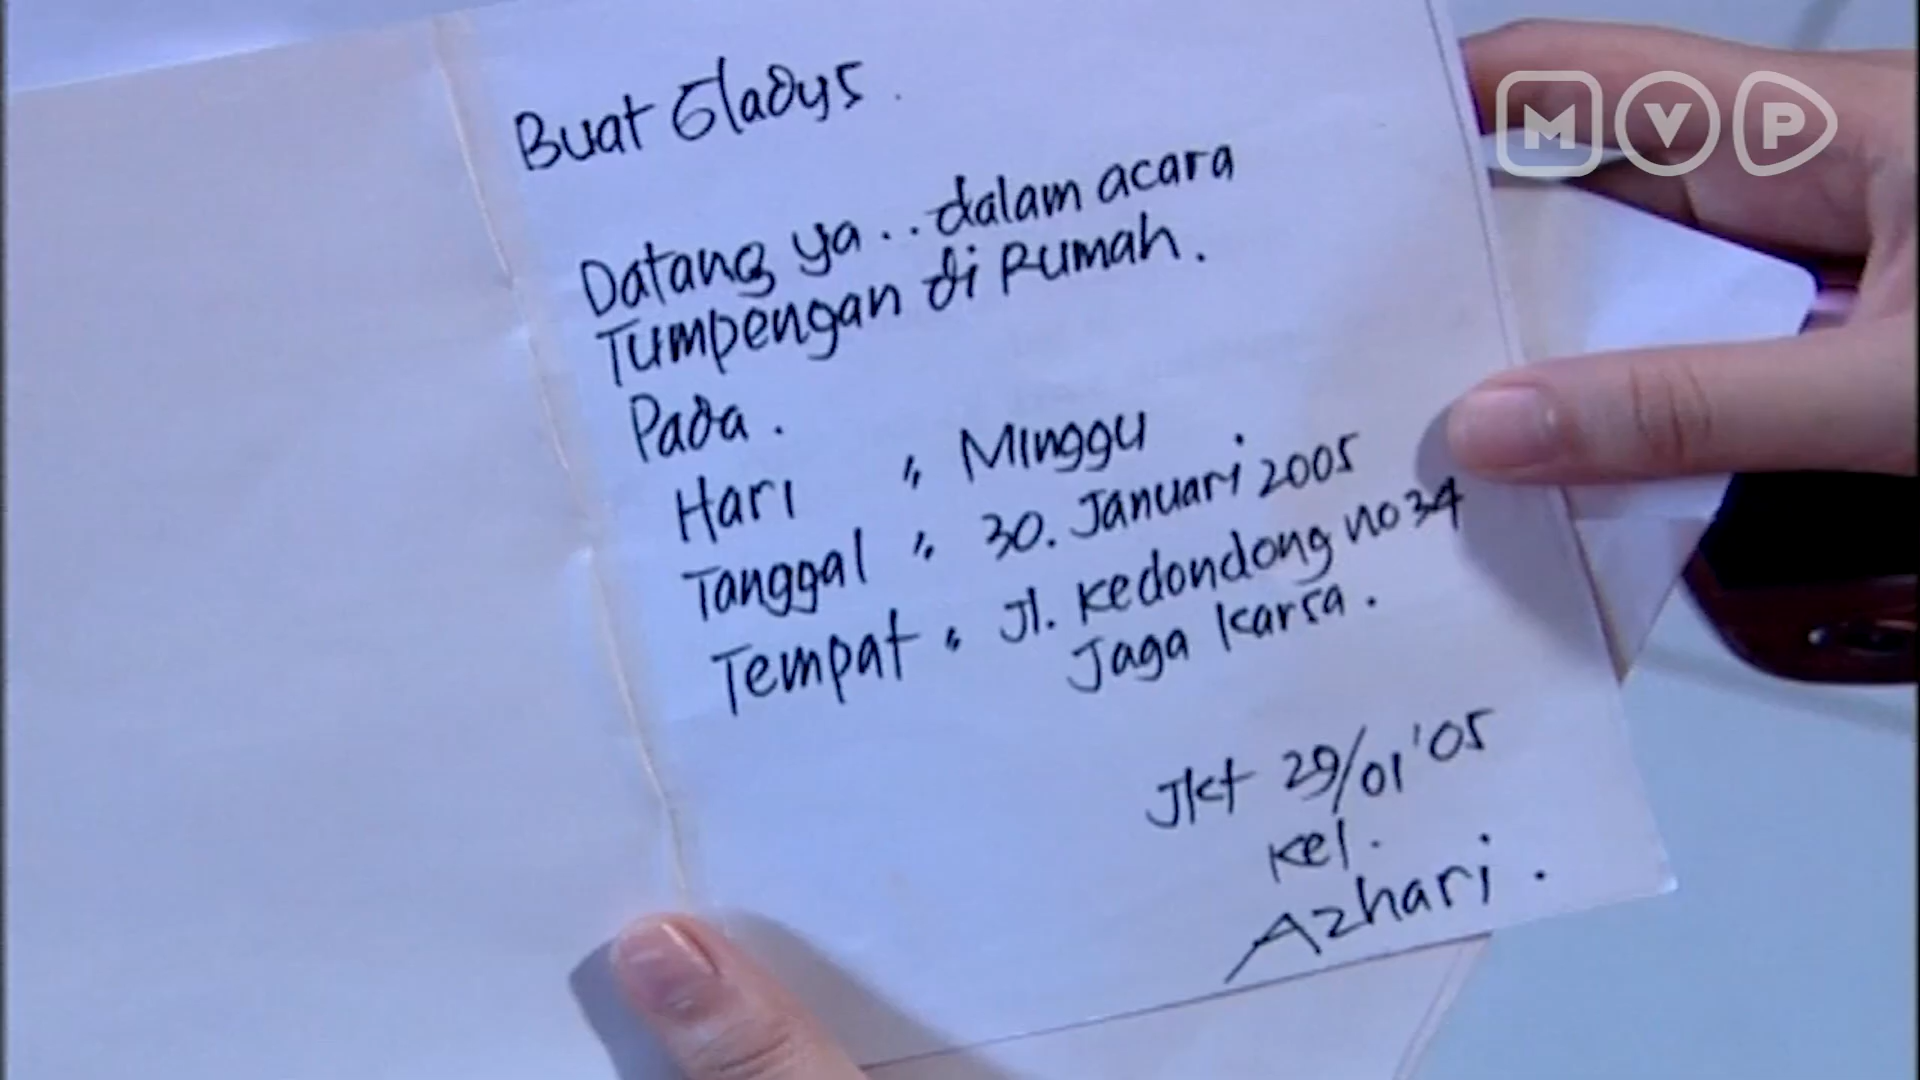 MVP
Buat Gladys.
Datang ya.. dalam acara
Tumpengan di Rumah.
Pada.
Hari " Minggu
Tanggal " 30. Januari 2005
Tempat " Jl. Kedondong no 34
Jaga Karsa.
Jkt 29/01 '05
Kel.
Azhari.